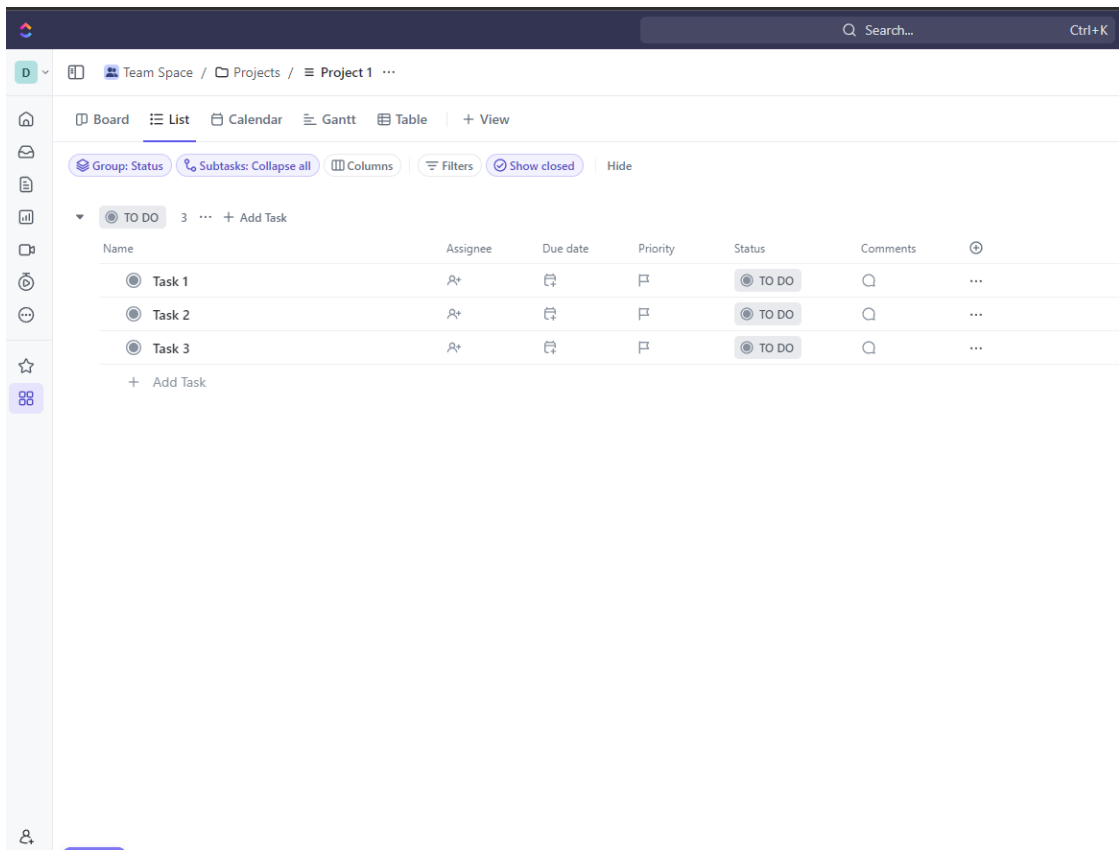 Search... Ctrl+K
D Team Space / Projects / Project 1 ...
Board List Calendar Gantt Table + View
Group: Status Subtasks: Collapse all Columns Filters Show closed Hide
TO DO 3 ... + Add Task
Name Assignee Due date Priority Status Comments
Task 1 TO DO ...
Task 2 TO DO ...
Task 3 TO DO ...
+ Add Task